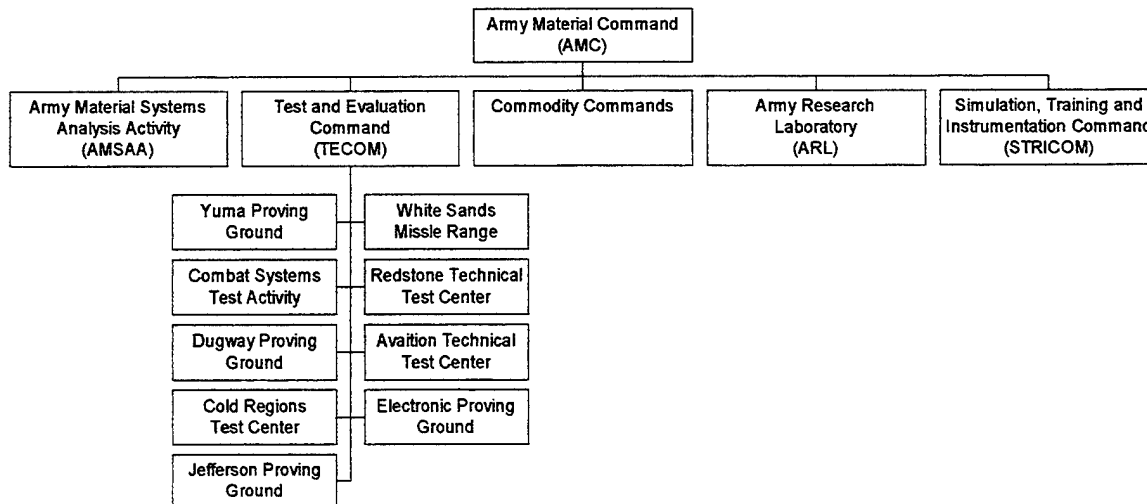 Army Material Command
(AMC)
Army Material Systems
Analysis Activity
(AMSAA)
Test and Evaluation
Command
(TECOM)
Commodity Commands
Army Research
Laboratory
(ARL)
Simulation, Training and
Instrumentation Command
(STRICOM)
Yuma Proving
Ground
White Sands
Missle Range
Combat Systems
Test Activity
Redstone Technical
Test Center
Dugway Proving
Ground
Avaition Technical
Test Center
Cold Regions
Test Center
Electronic Proving
Ground
Jefferson Proving
Ground